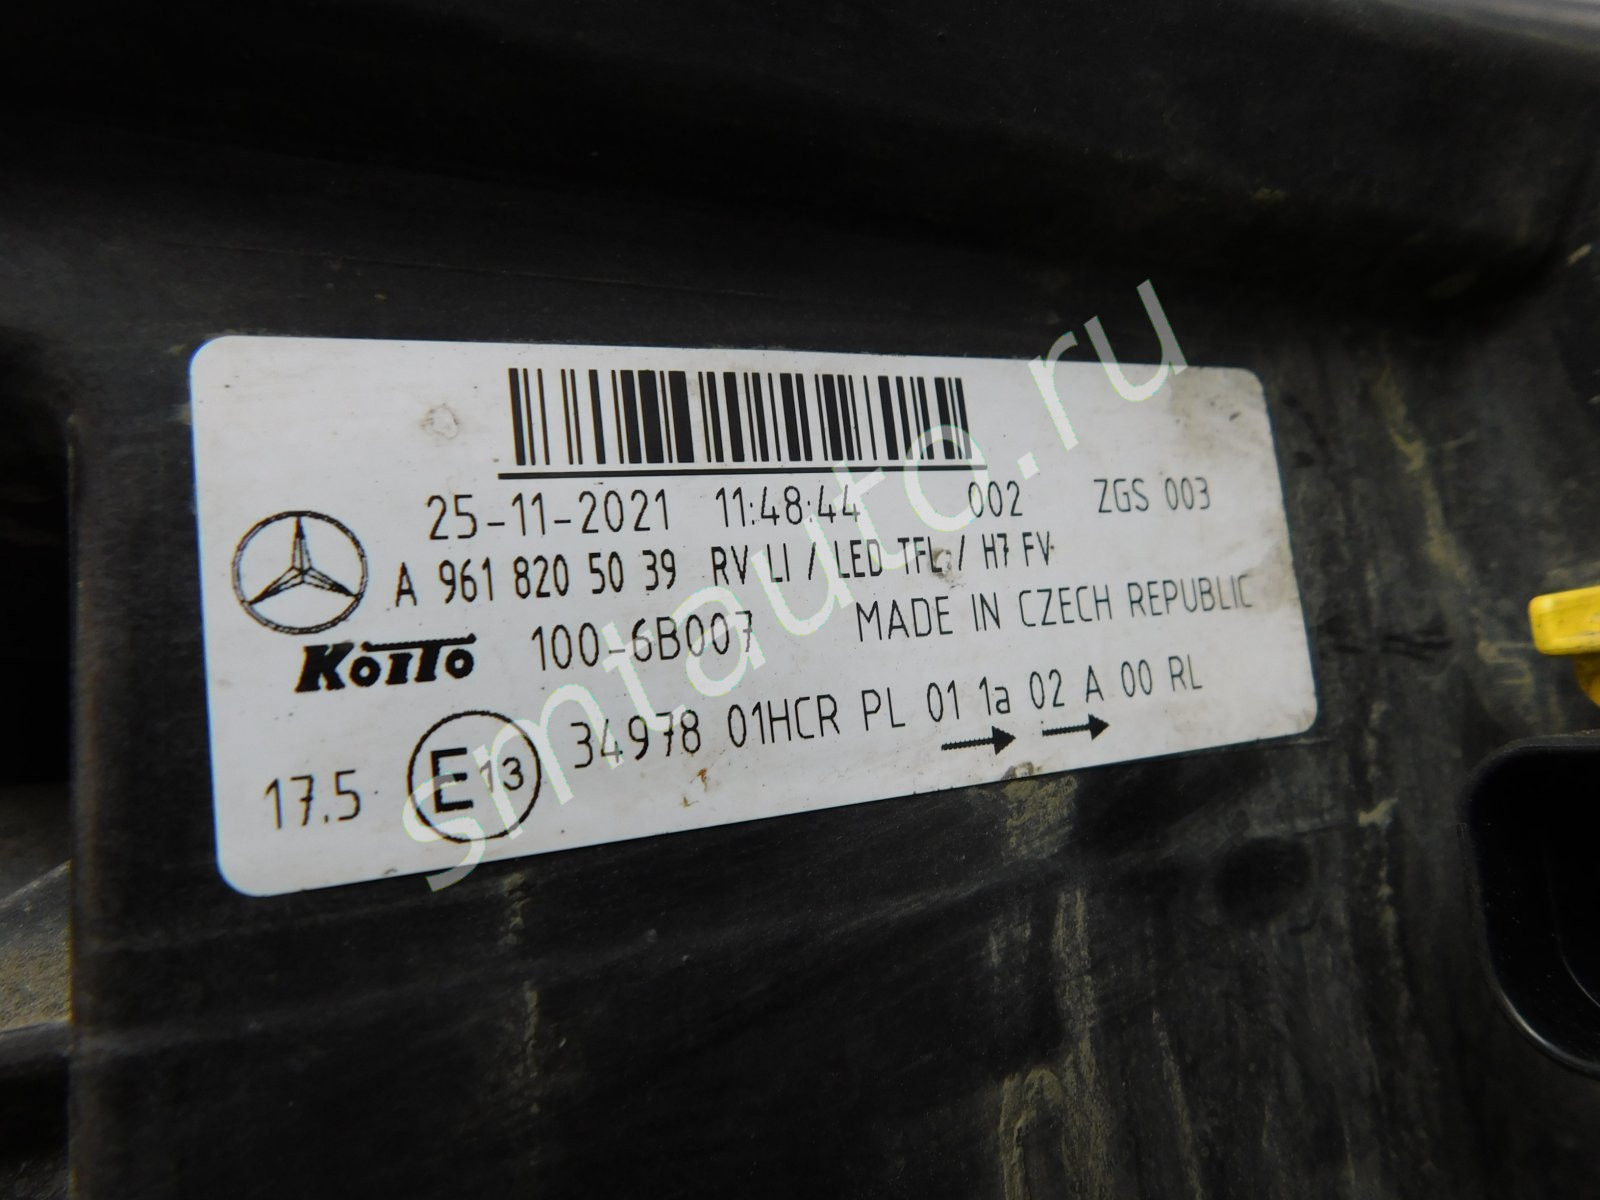 25-11-2021 11:48:44 002 ZGS 003
A 961 820 50 39 RV LI / LED TFL / H7 FV
KOITO 100-6B007 MADE IN CZECH REPUBLIC
17.5 E13 34978 01HCR PL 01 1a 02 A 00 RL
smtauto.ru